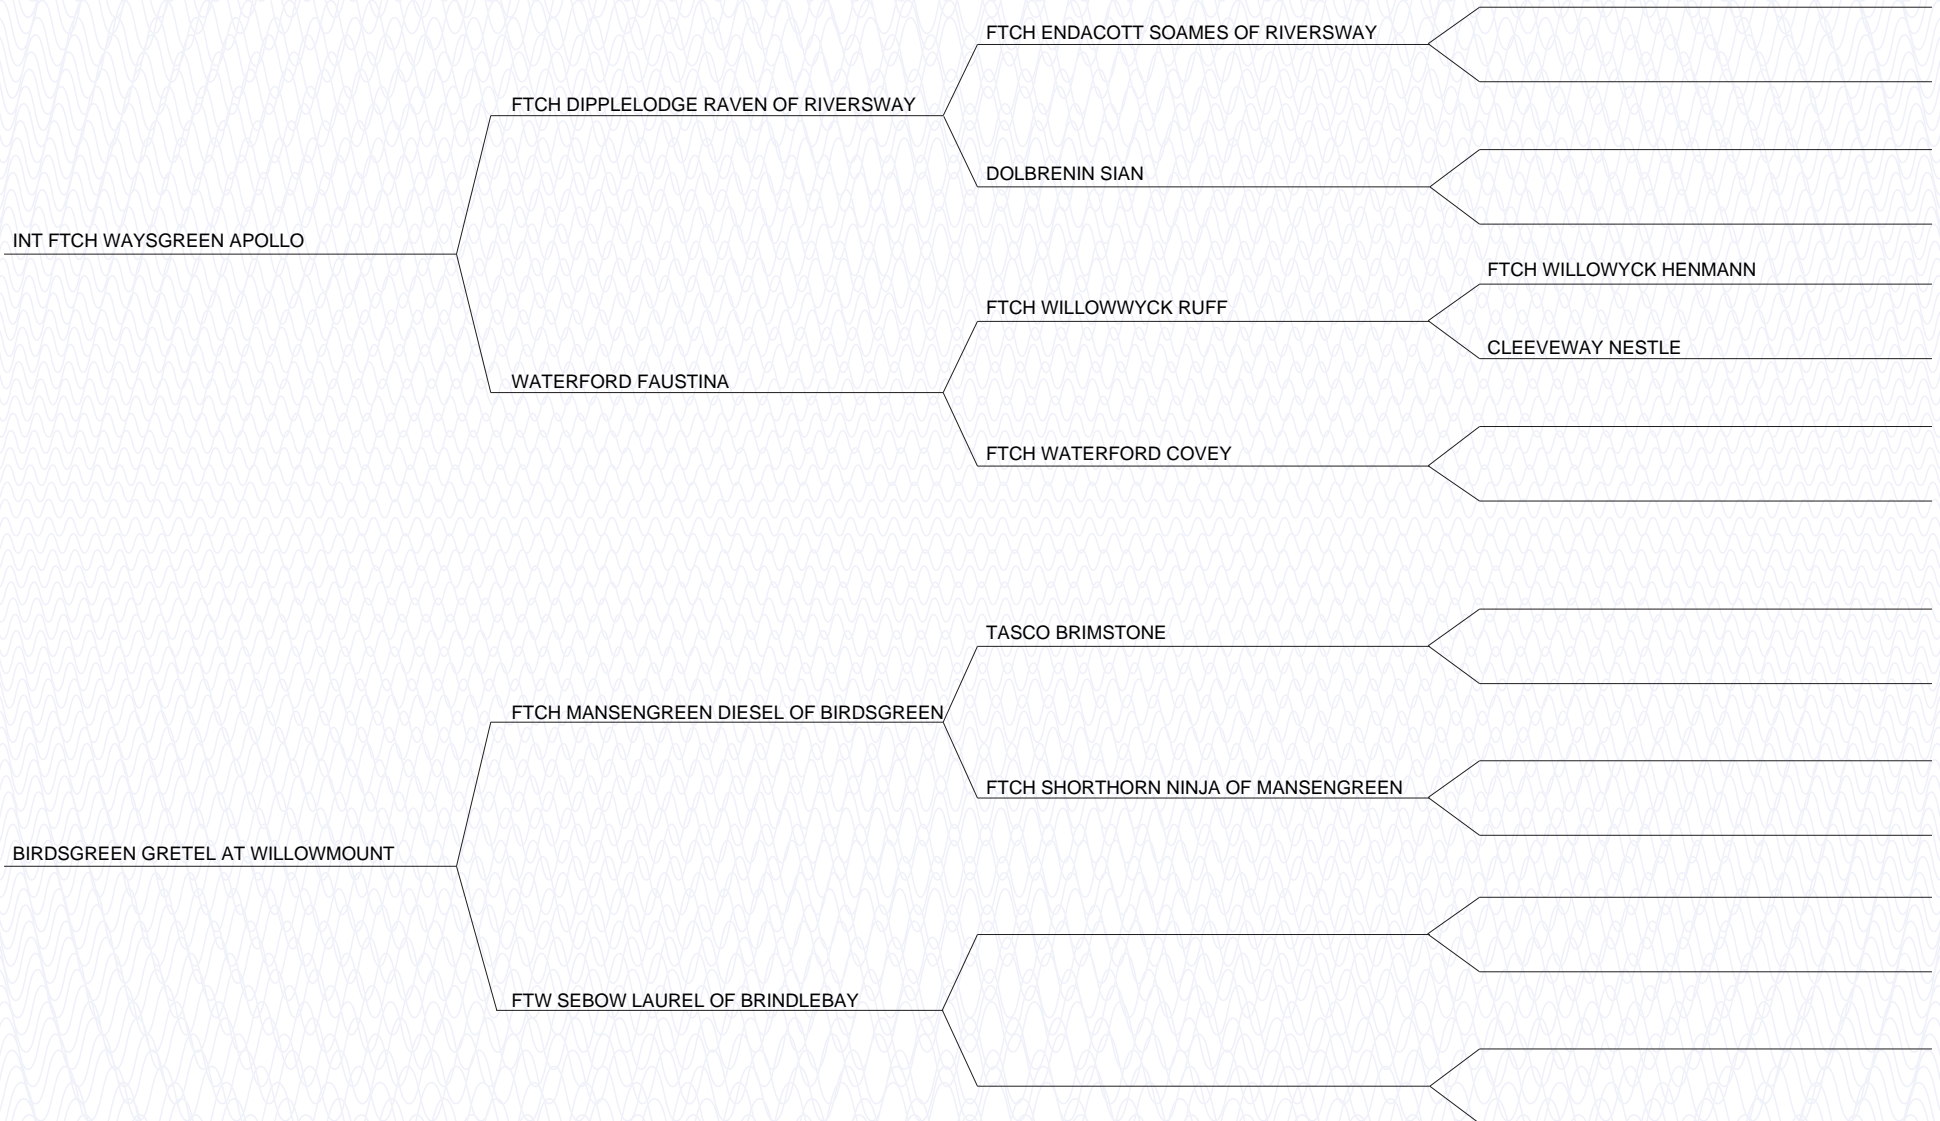 FTCH ENDACOTT SOAMES OF RIVERSWAY
FTCH DIPPLELODGE RAVEN OF RIVERSWAY
DOLBRENIN SIAN
INT FTCH WAYSGREEN APOLLO
FTCH WILLOWYCK HENMANN
FTCH WILLOWWYCK RUFF
CLEEVEWAY NESTLE
WATERFORD FAUSTINA
FTCH WATERFORD COVEY
TASCO BRIMSTONE
FTCH MANSENGREEN DIESEL OF BIRDSGREEN
FTCH SHORTHORN NINJA OF MANSENGREEN
BIRDSGREEN GRETEL AT WILLOWMOUNT
FTW SEBOW LAUREL OF BRINDLEBAY